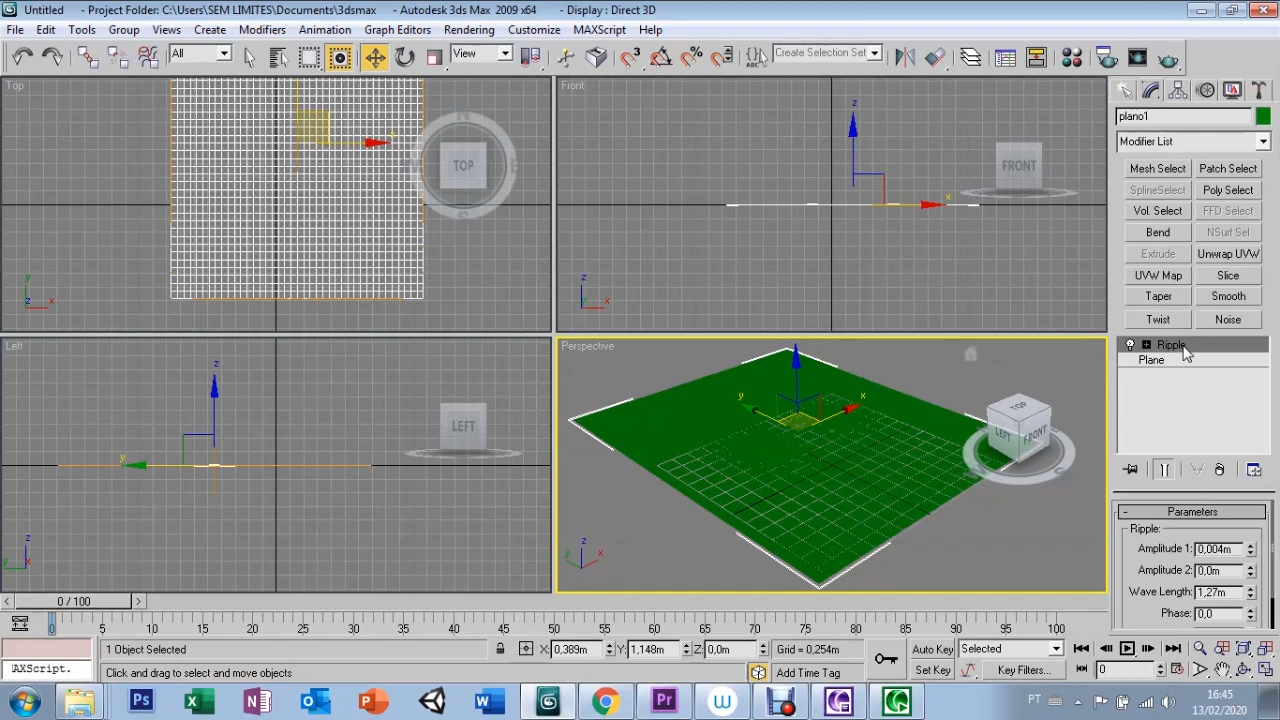 Untitled - Project Folder: C:\Users\SEM LIMITES\Documents\3dsmax - Autodesk 3ds Max 2009 x64 - Display : Direct 3D
File Edit Tools Group Views Create Modifiers Animation Graph Editors Rendering Customize MAXScript Help
All View 3 Create Selection Set
Top
TOP
Front
FRONT
Left
LEFT
Perspective
TOP
LEFT FRONT
plano1
Modifier List
Mesh Select Patch Select
SplineSelect Poly Select
Vol. Select FFD Select
Bend NSurf Sel
Extrude Unwrap UVW
UVW Map Slice
Taper Smooth
Twist Noise
Ripple
Plane
- Parameters
Ripple:
Amplitude 1: 0,004m
Amplitude 2: 0,0m
Wave Length: 1,27m
Phase: 0,0
< 0 / 100 >
0 5 10 15 20 25 30 35 40 45 50 55 60 65 70 75 80 85 90 95 100
1 Object Selected X: 0,389m Y: 1,148m Z: 0,0m Grid = 0,254m Auto Key Selected
AXScript. Click and drag to select and move objects Add Time Tag Set Key Key Filters... 0
PT 16:45
13/02/2020